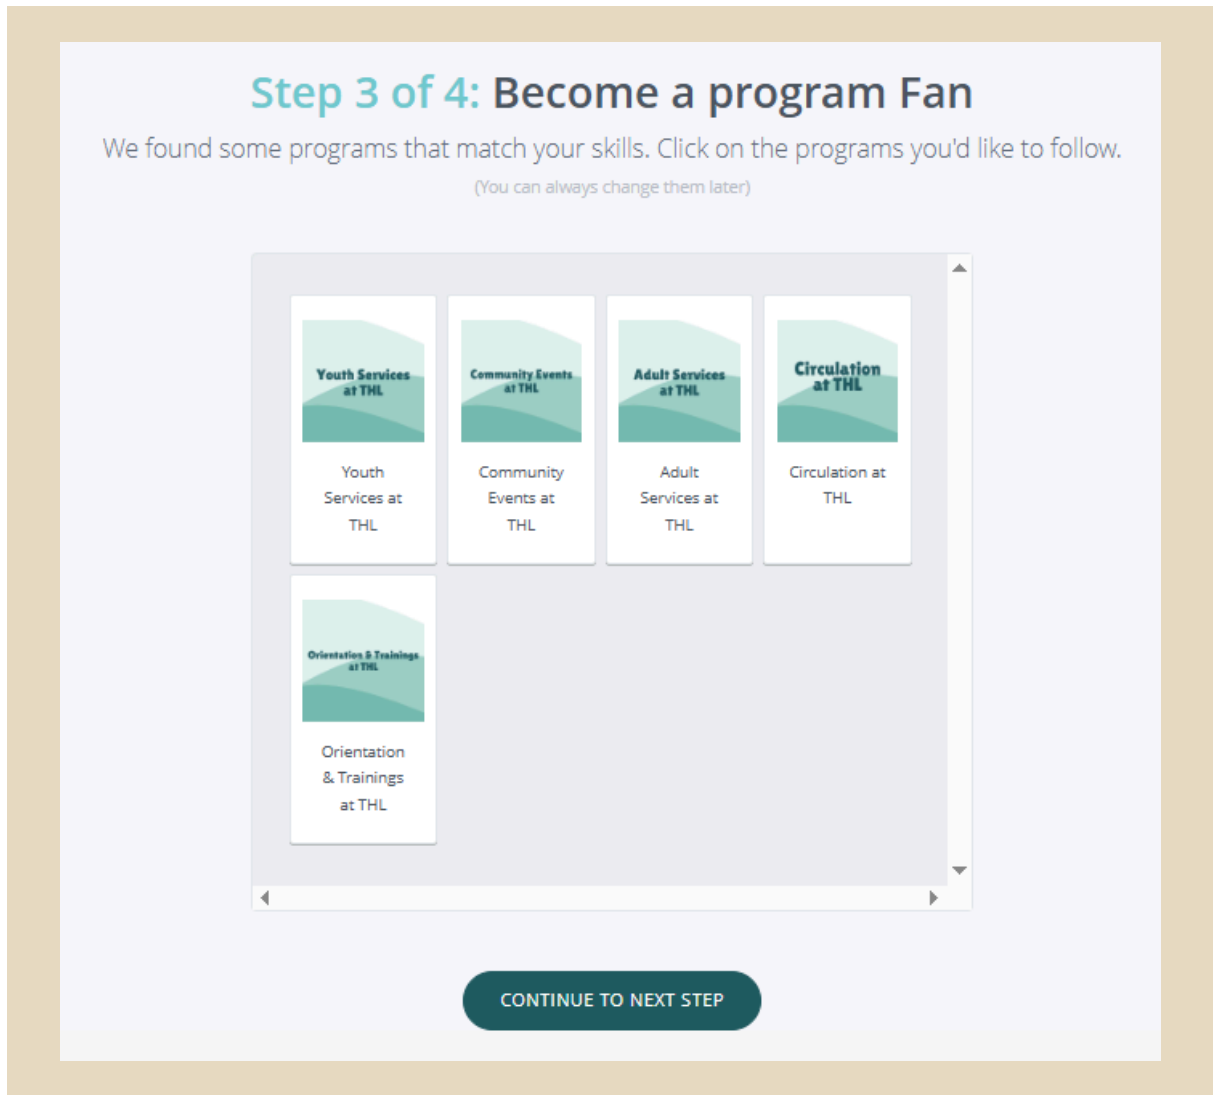 Step 3 of 4: Become a program Fan
We found some programs that match your skills. Click on the programs you'd like to follow.
(You can always change them later)
Youth Services
at THL
Youth
Services at
THL
Community Events
at THL
Community
Events at
THL
Adult Services
at THL
Adult
Services at
THL
Circulation
at THL
Circulation at
THL
Orientation & Trainings
at THL
Orientation
& Trainings
at THL
CONTINUE TO NEXT STEP